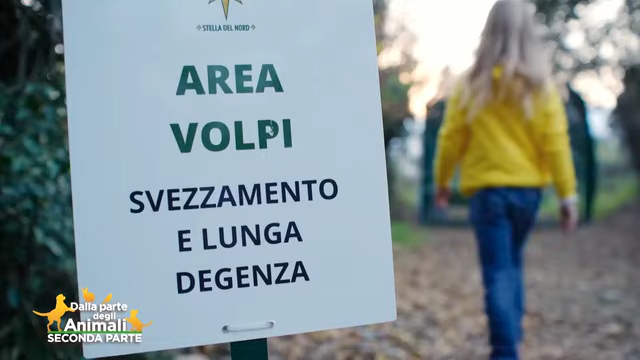 STELLA DEL NORD
AREA
VOLPI
SVEZZAMENTO
E LUNGA
DEGENZA
Dalla parte
degli
Animali
SECONDA PARTE